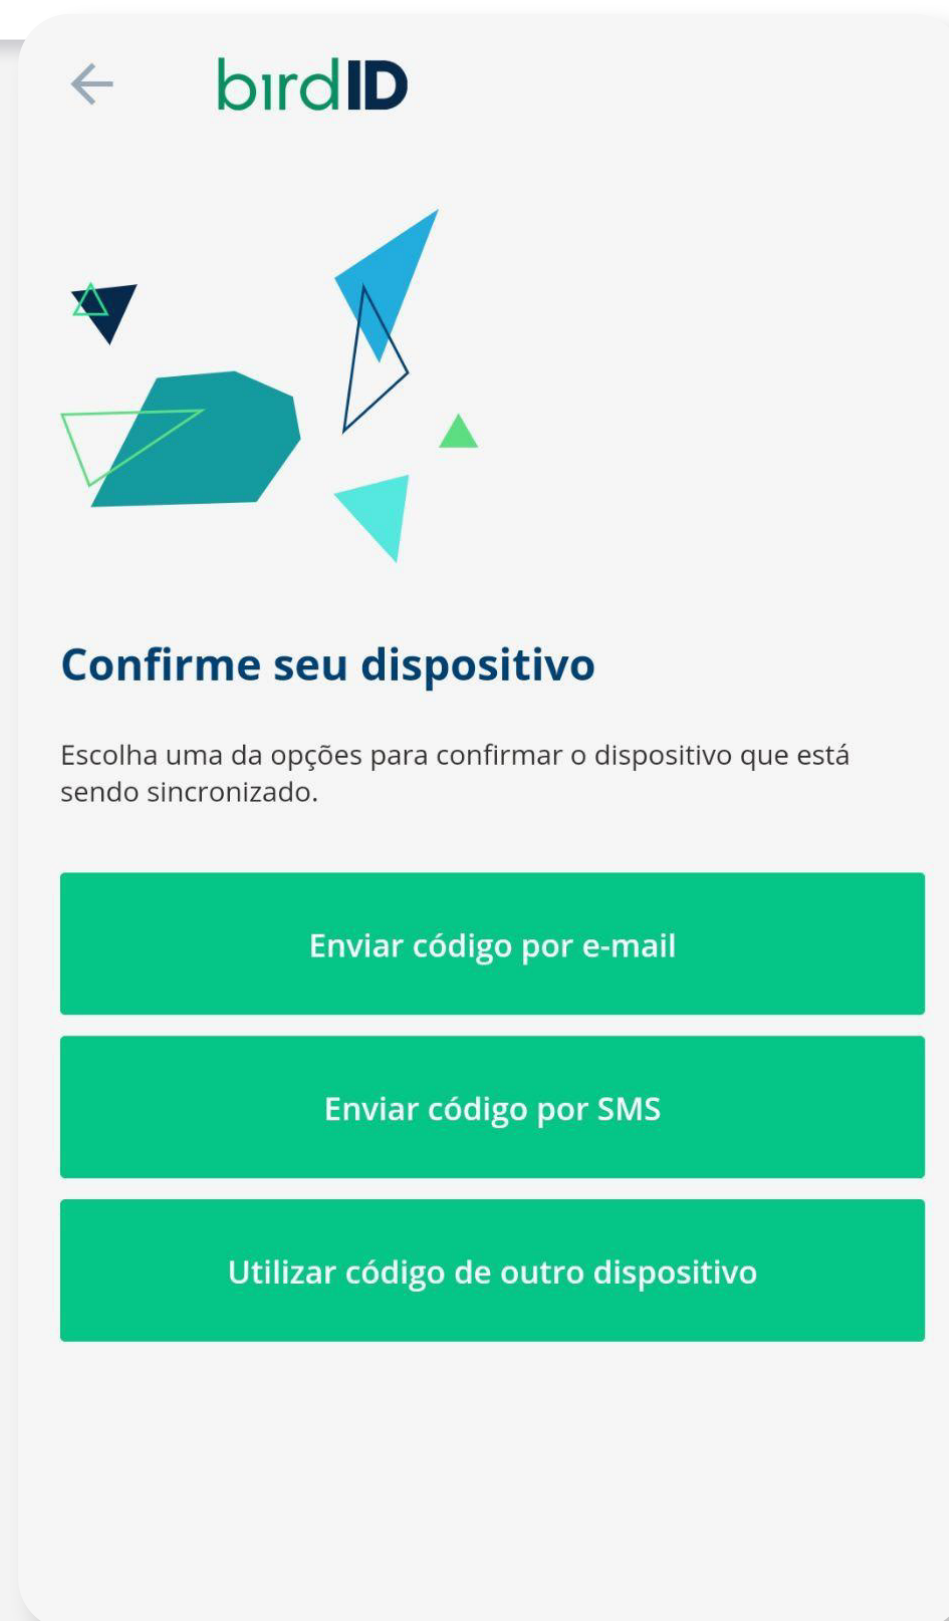 birdID
Confirme seu dispositivo
Escolha uma da opções para confirmar o dispositivo que está
sendo sincronizado.
Enviar código por e-mail
Enviar código por SMS
Utilizar código de outro dispositivo